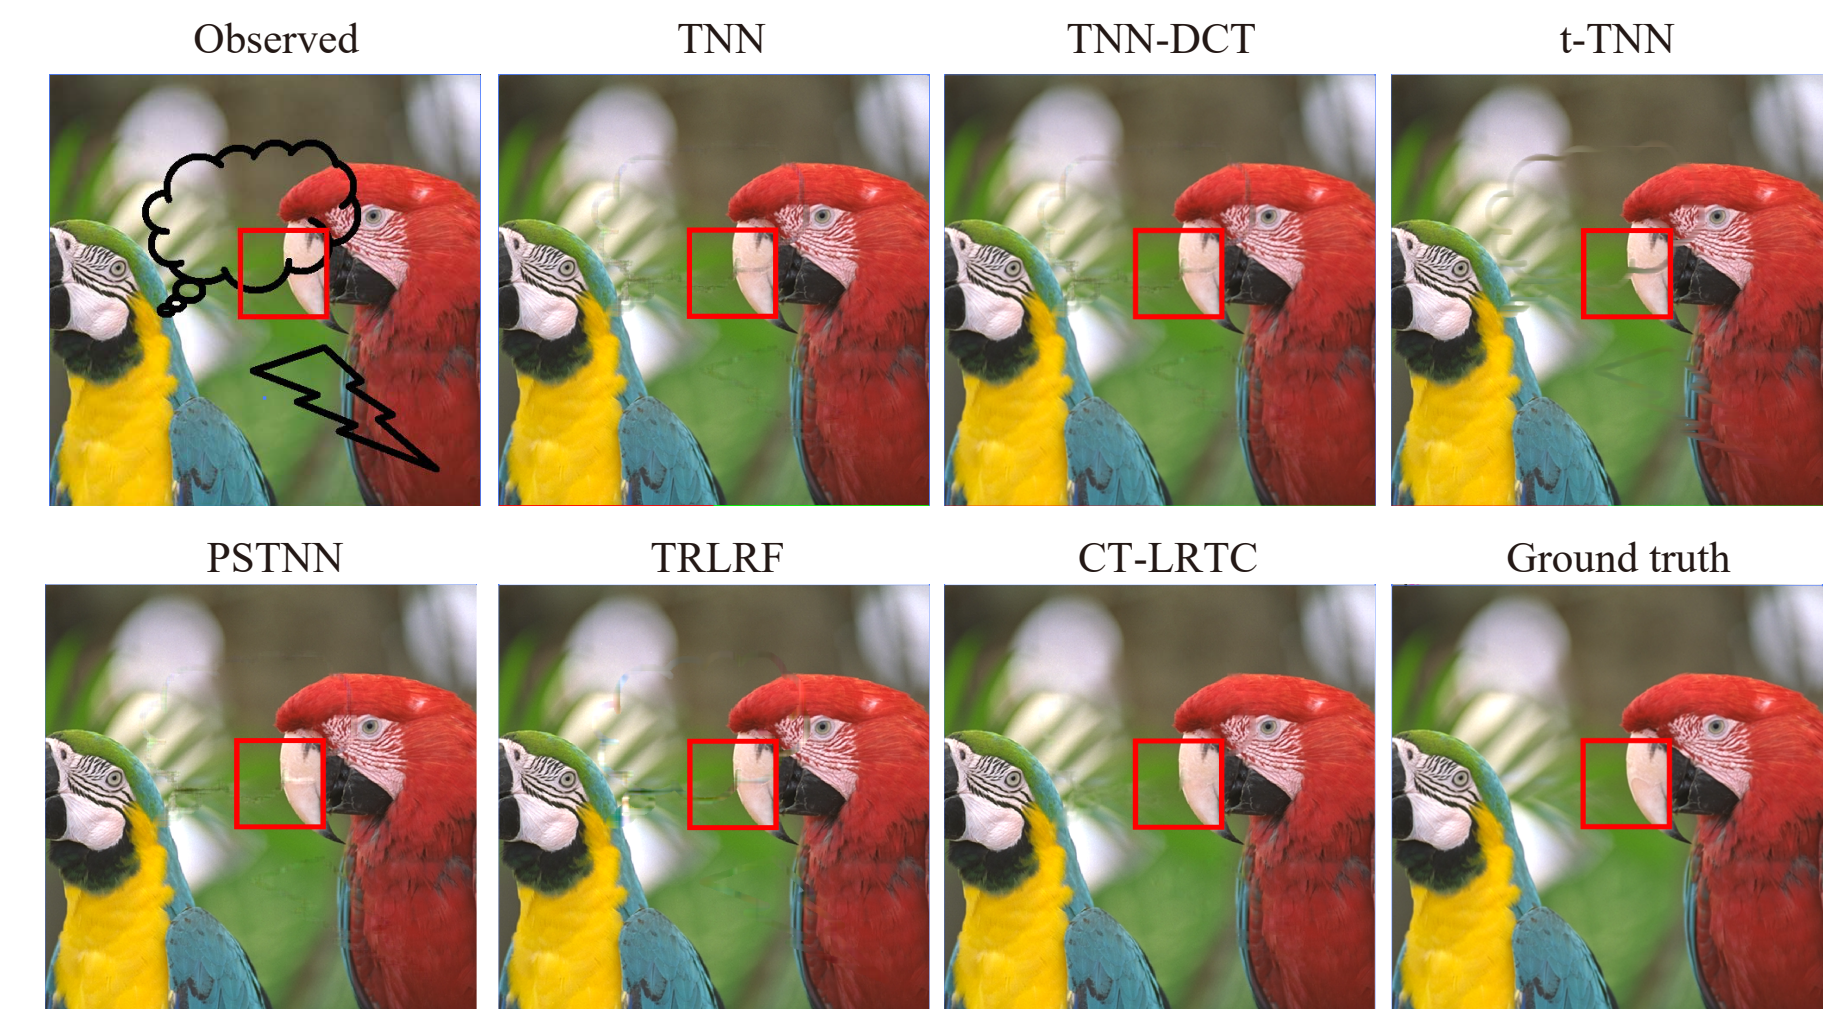 Observed
TNN
TNN-DCT
t-TNN
PSTNN
TRLRF
CT-LRTC
Ground truth